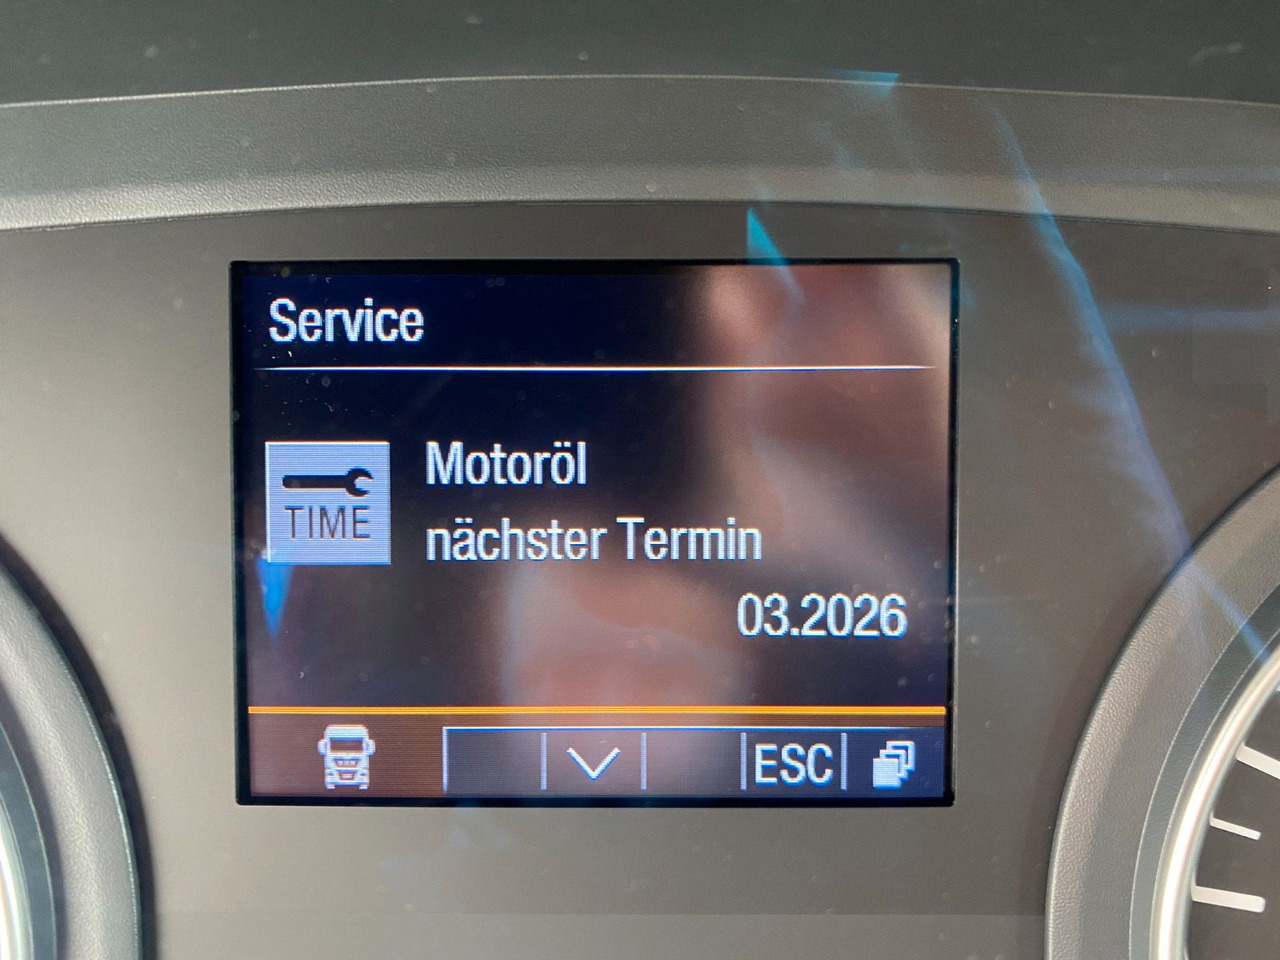 Service
TIME
Motoröl
nächster Termin
03.2026
ESC